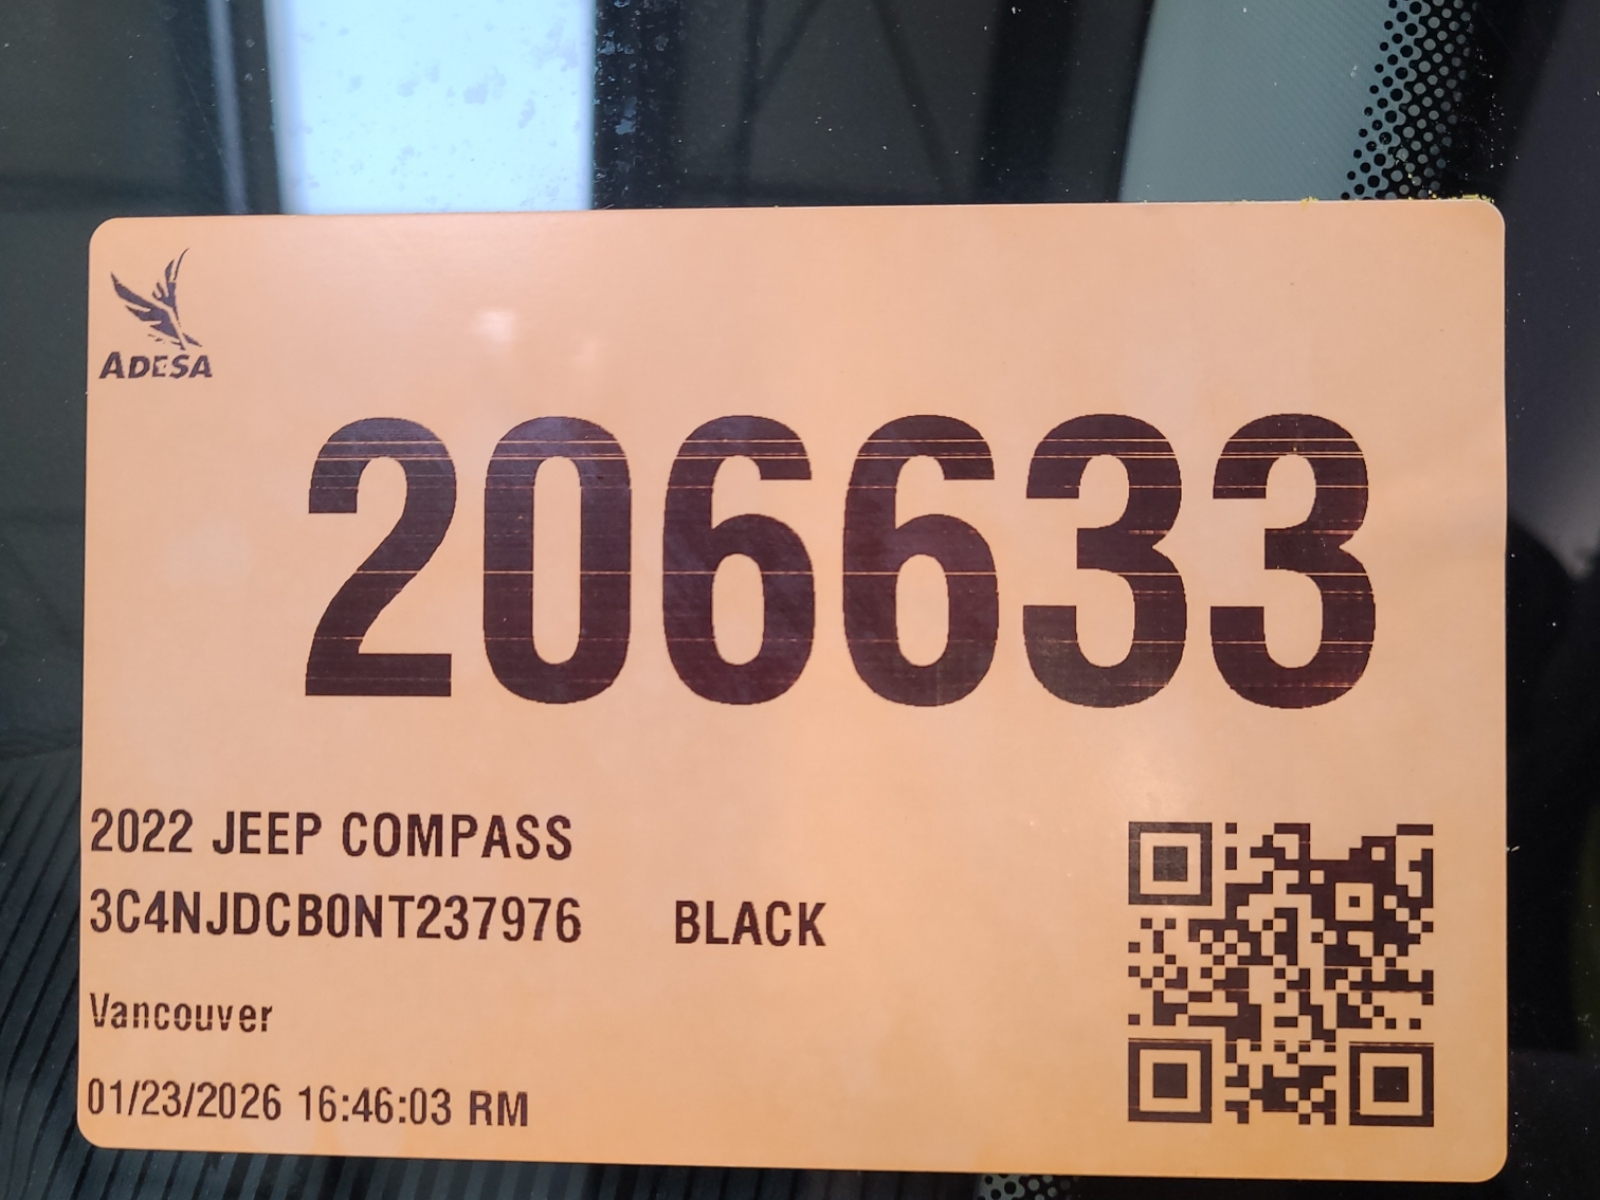 ADESA
206633
2022 JEEP COMPASS
3C4NJDCB0NT237976 BLACK
Vancouver
01/23/2026 16:46:03 RM